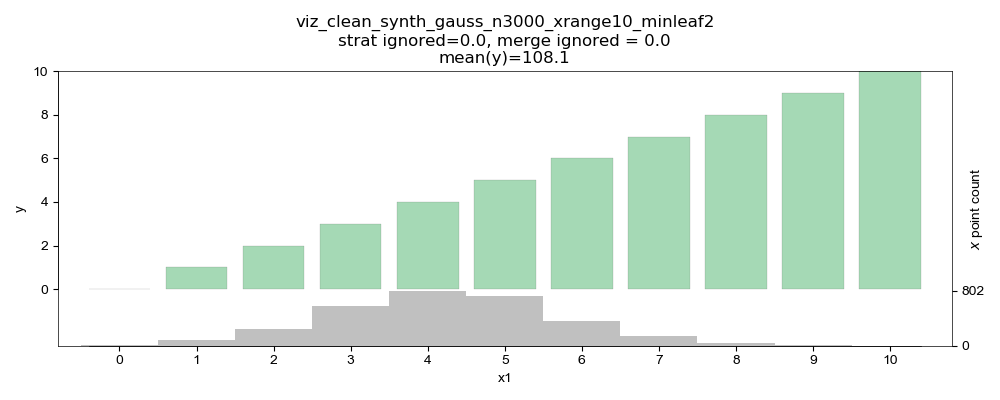 viz_clean_synth_gauss_n3000_xrange10_minleaf2
strat ignored=0.0, merge ignored = 0.0
mean(y)=108.1
10
8
6
4
2
0
y
x point count
802
0
0 1 2 3 4 5 6 7 8 9 10
x1